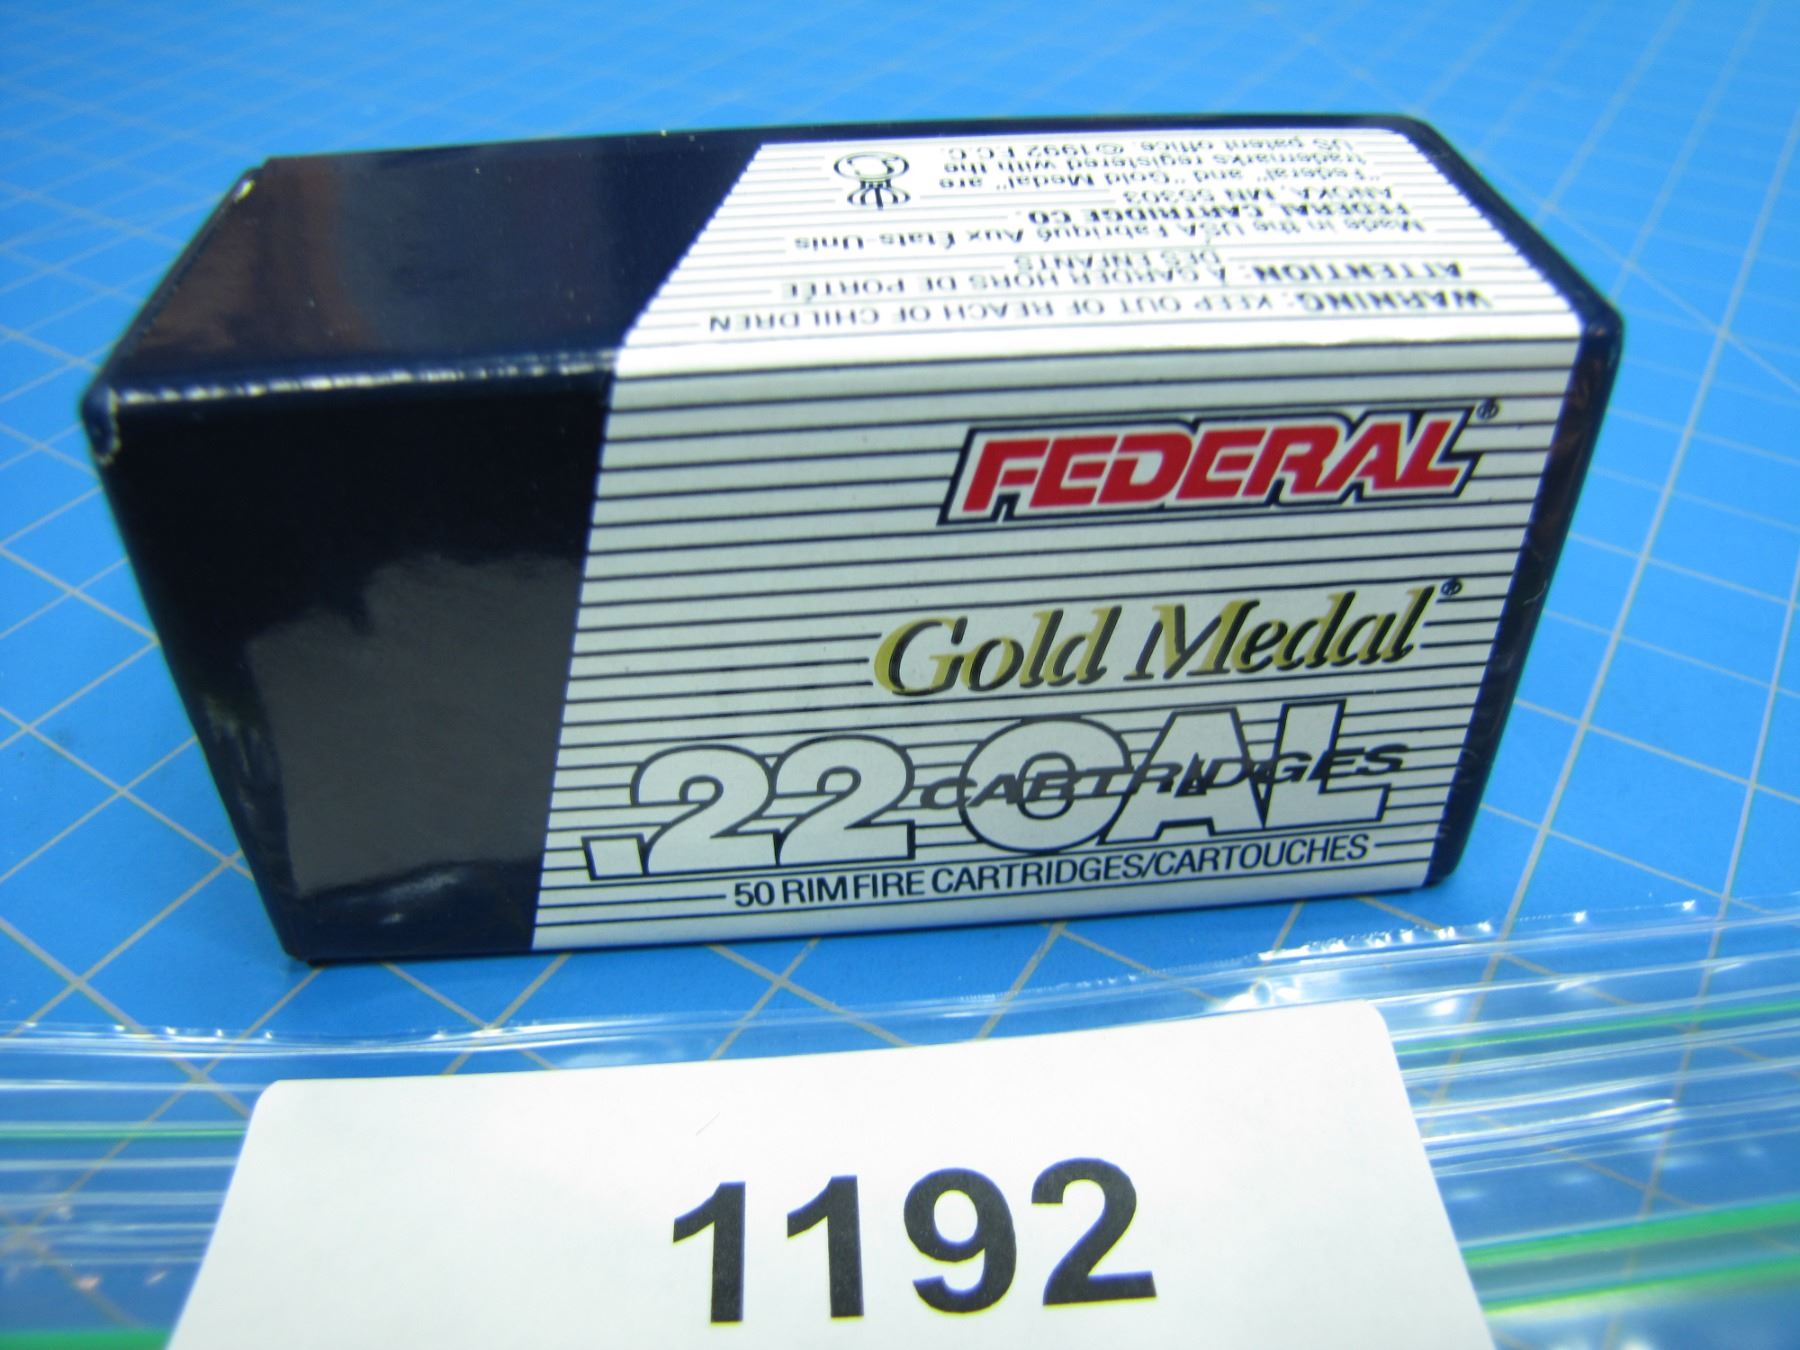 WARNING: KEEP OUT OF REACH OF CHILDREN
ATTENTION: À GARDER HORS DE PORTÉE
DES ENFANTS
Made in the USA Fabriqué Aux États-Unis
FEDERAL CARTRIDGE CO.
ANOKA, MN 55303
"Federal" and "Gold Medal" are
trademarks registered with the
US patent office. ©1992 F.C.C.
FEDERAL®
Gold Medal®
.22 CAL
CARTRIDGES
50 RIMFIRE CARTRIDGES/CARTOUCHES
1192